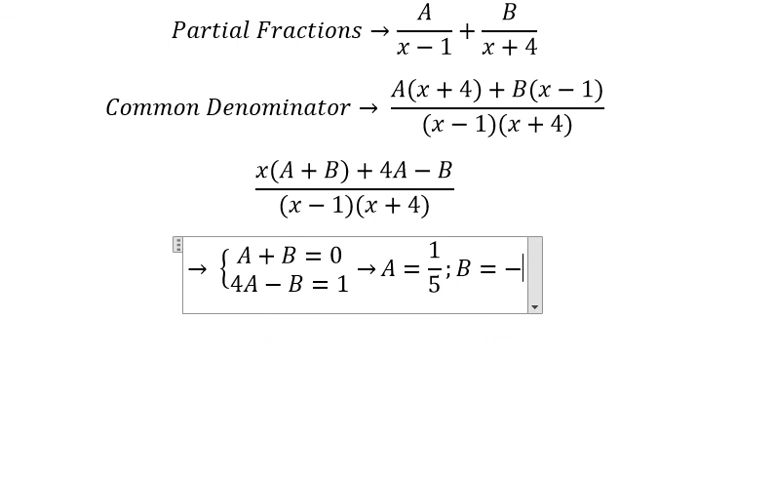 Partial Fractions → A/(x − 1) + B/(x + 4)
Common Denominator → (A(x + 4) + B(x − 1))/((x − 1)(x + 4))
(x(A + B) + 4A − B)/((x − 1)(x + 4))
→ { A + B = 0
4A − B = 1 → A = 1/5 ; B = −